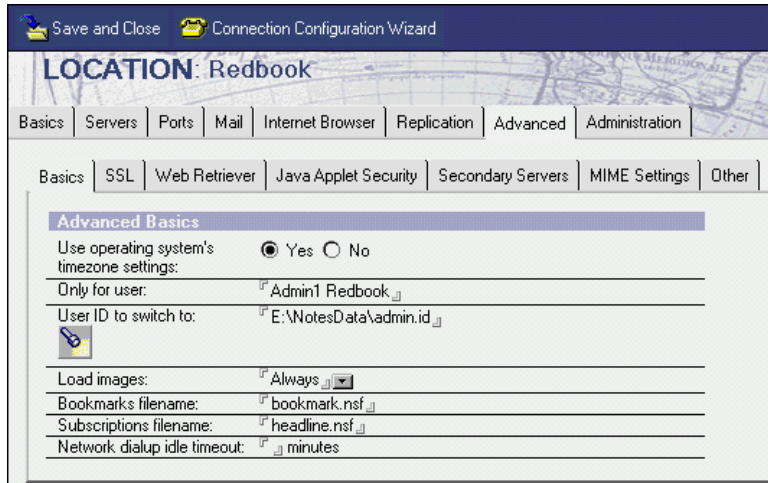 Save and Close Connection Configuration Wizard
LOCATION: Redbook
Basics Servers Ports Mail Internet Browser Replication Advanced Administration
Basics SSL Web Retriever Java Applet Security Secondary Servers MIME Settings Other
Advanced Basics
Use operating system's Yes No
timezone settings:
Only for user: Admin1 Redbook
User ID to switch to: E:\NotesData\admin.id
Load images: Always
Bookmarks filename: bookmark.nsf
Subscriptions filename: headline.nsf
Network dialup idle timeout: minutes